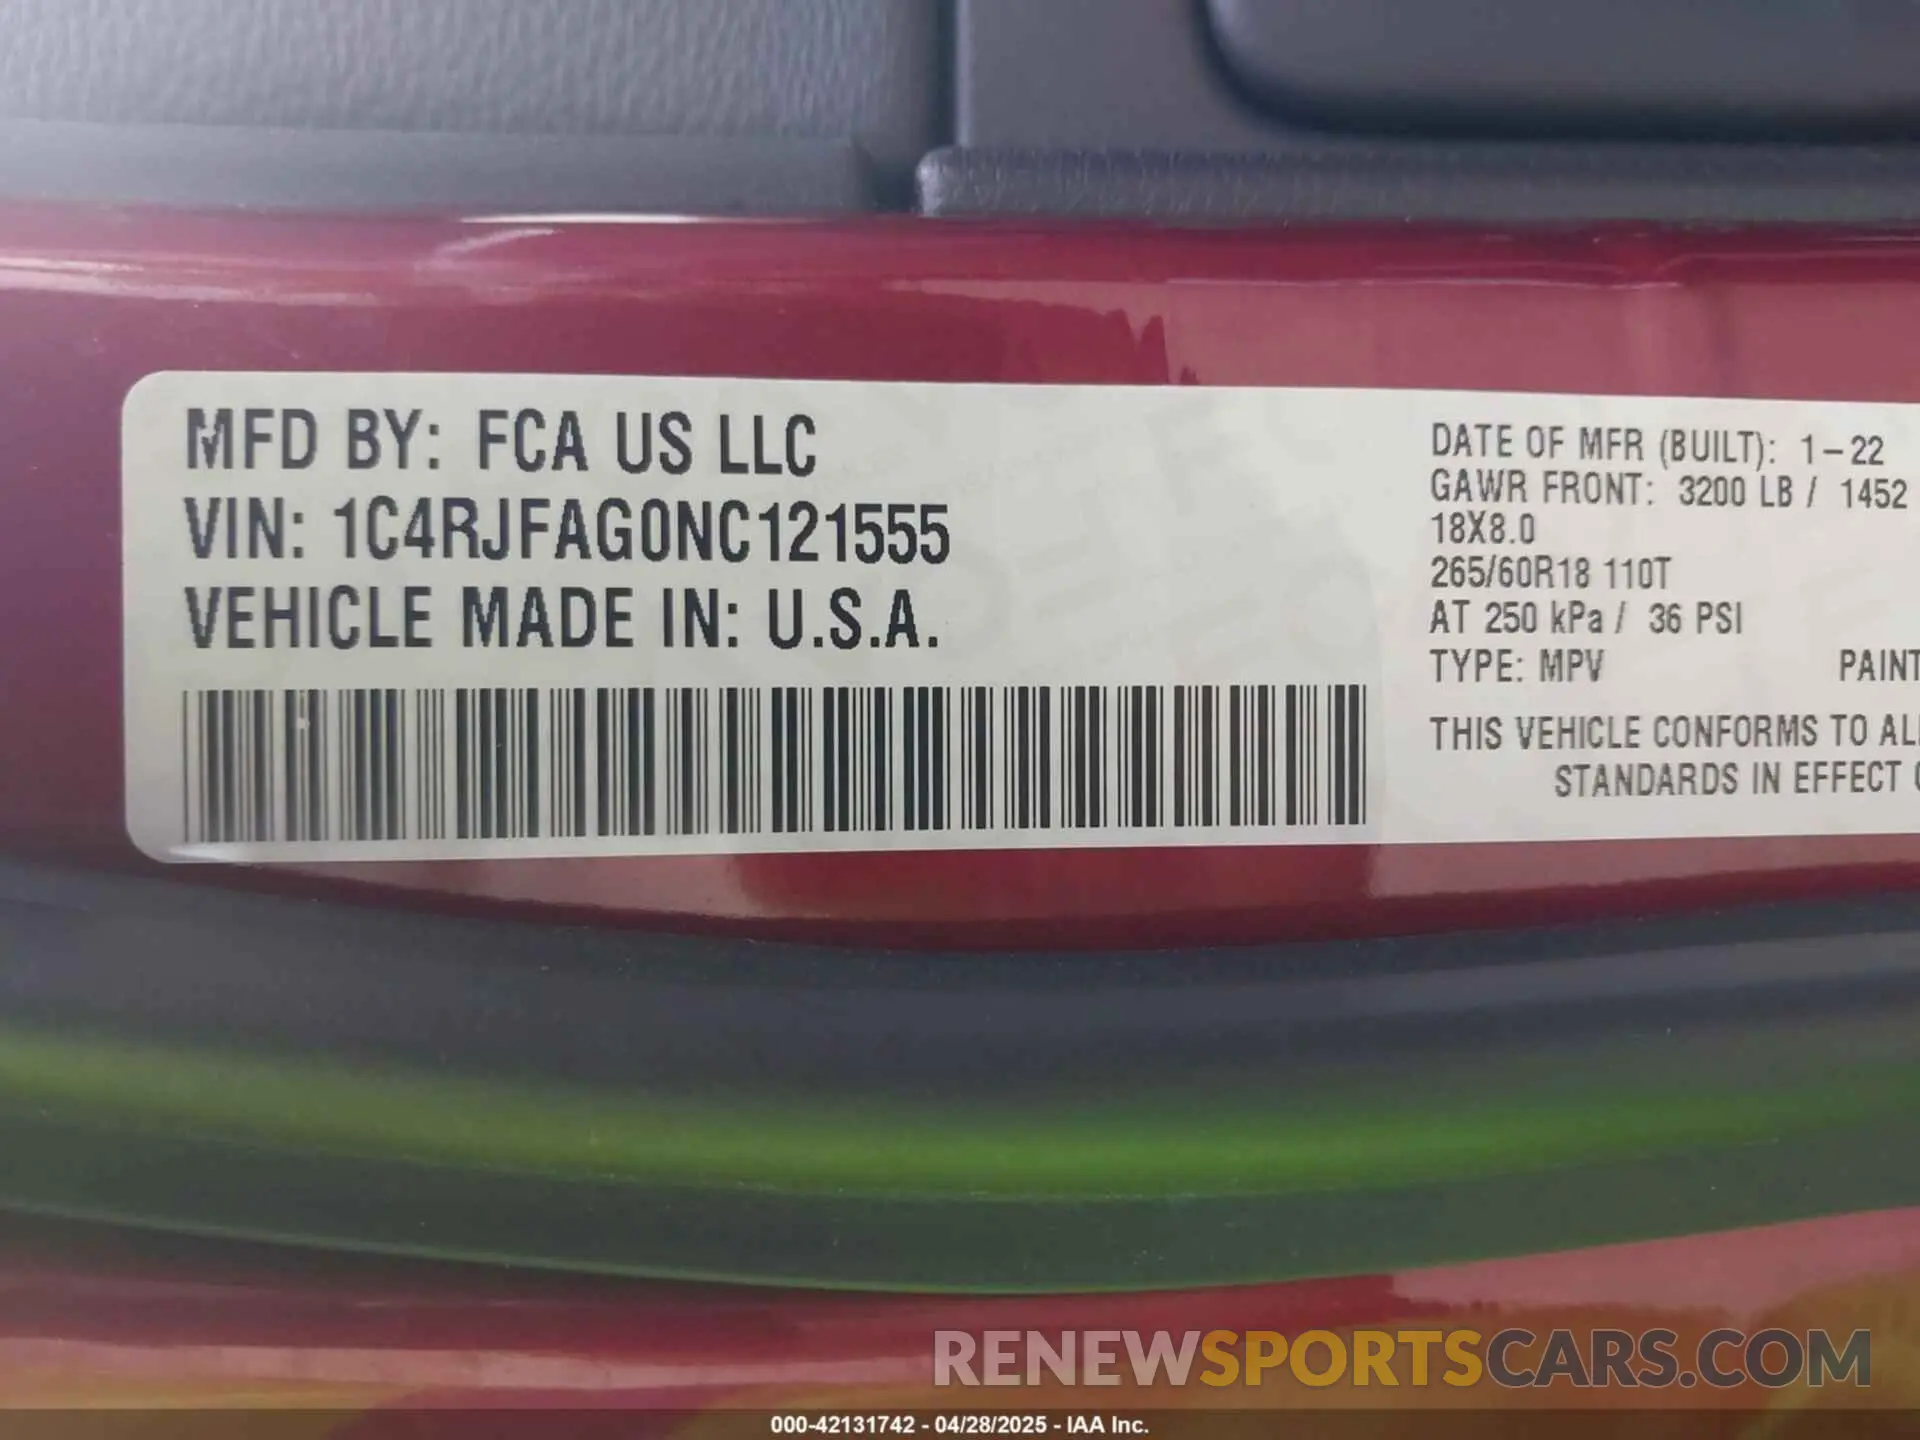 MFD BY: FCA US LLC
VIN: 1C4RJFAG0NC121555
VEHICLE MADE IN: U.S.A.
DATE OF MFR (BUILT): 1-22
GAWR FRONT: 3200 LB / 1452
18X8.0
265/60R18 110T
AT 250 kPa / 36 PSI
TYPE: MPV PAINT
THIS VEHICLE CONFORMS TO AL
STANDARDS IN EFFECT
RENEWSPORTSCARS.COM
000-42131742 - 04/28/2025 - IAA Inc.